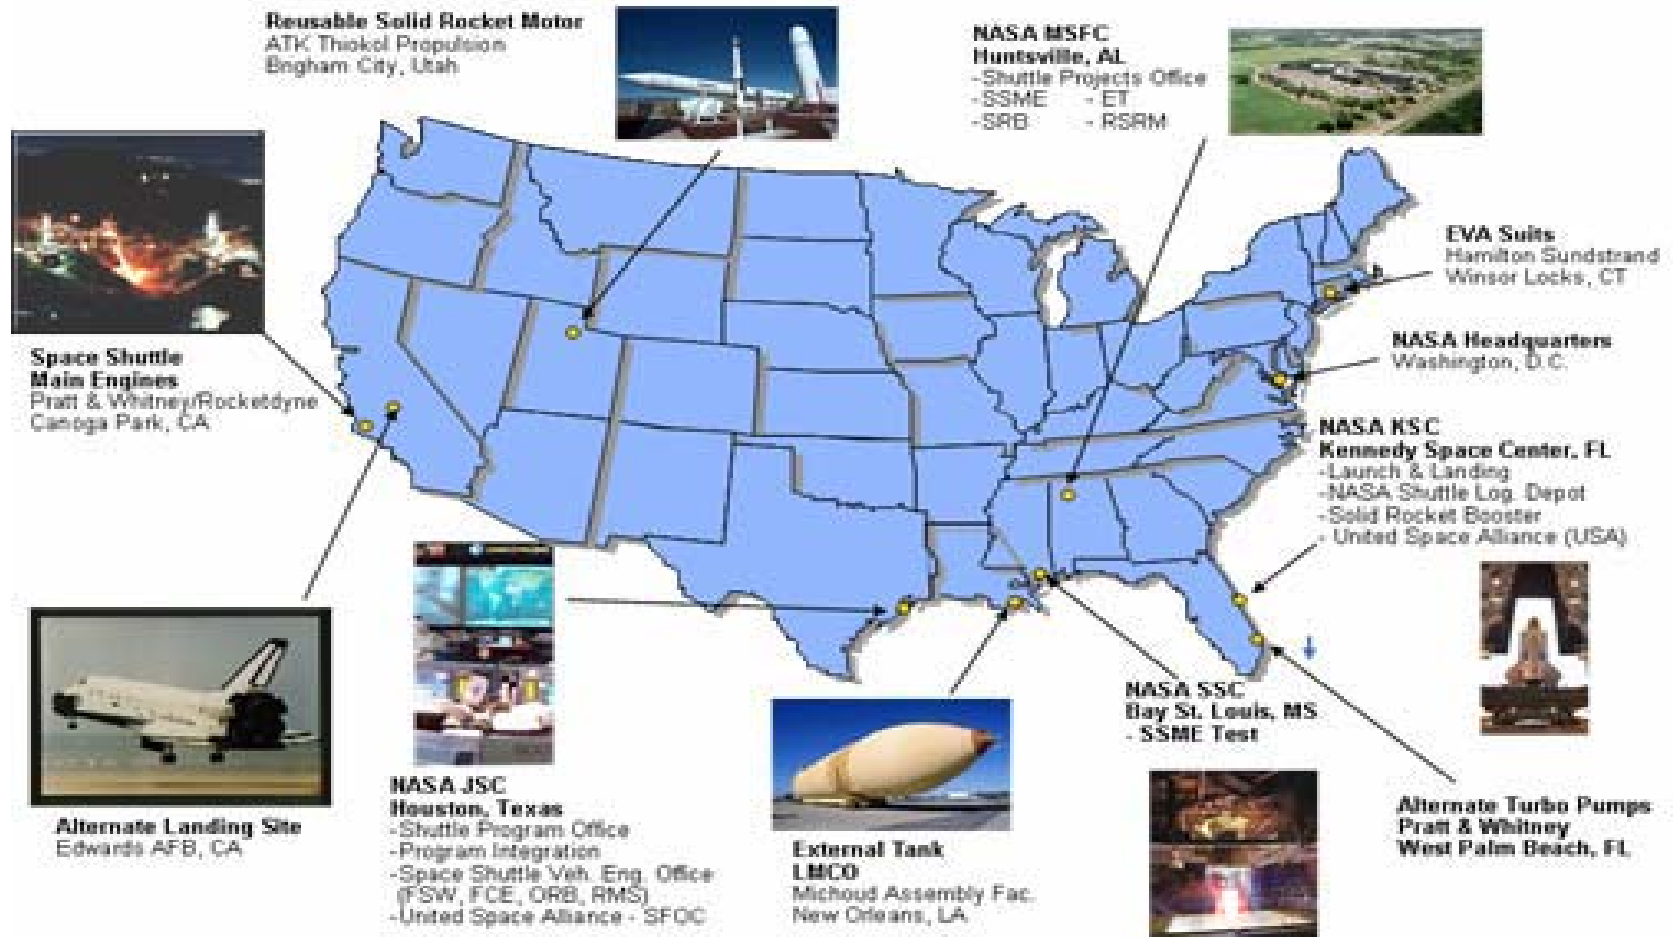 Reusable Solid Rocket Motor
ATK Thiokol Propulsion
Brigham City, Utah
NASA MSFC
Huntsville, AL
-Shuttle Projects Office
-SSME - ET
-SRB - RSRM
EVA Suits
Hamilton Sundstrand
Winsor Locks, CT
NASA Headquarters
Washington, D.C.
Space Shuttle
Main Engines
Pratt & Whitney/Rocketdyne
Canoga Park, CA
NASA KSC
Kennedy Space Center, FL
-Launch & Landing
-NASA Shuttle Log. Depot
-Solid Rocket Booster
- United Space Alliance (USA)
NASA SSC
Bay St. Louis, MS
- SSME Test
Alternate Landing Site
Edwards AFB, CA
NASA JSC
Houston, Texas
-Shuttle Program Office
-Program Integration
-Space Shuttle Veh. Eng. Office
(FSW, FCE, ORB, RMS)
-United Space Alliance - SFOC
External Tank
LMCO
Michoud Assembly Fac.
New Orleans, LA
Alternate Turbo Pumps
Pratt & Whitney
West Palm Beach, FL